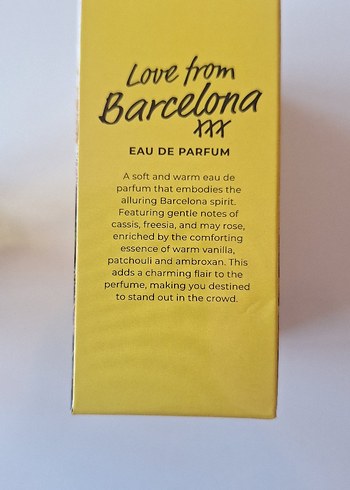 Love from
Barcelona
xxx
EAU DE PARFUM
A soft and warm eau de
parfum that embodies the
alluring Barcelona spirit.
Featuring gentle notes of
cassis, freesia, and may rose,
enriched by the comforting
essence of warm vanilla,
patchouli and ambroxan. This
adds a charming flair to the
perfume, making you destined
to stand out in the crowd.